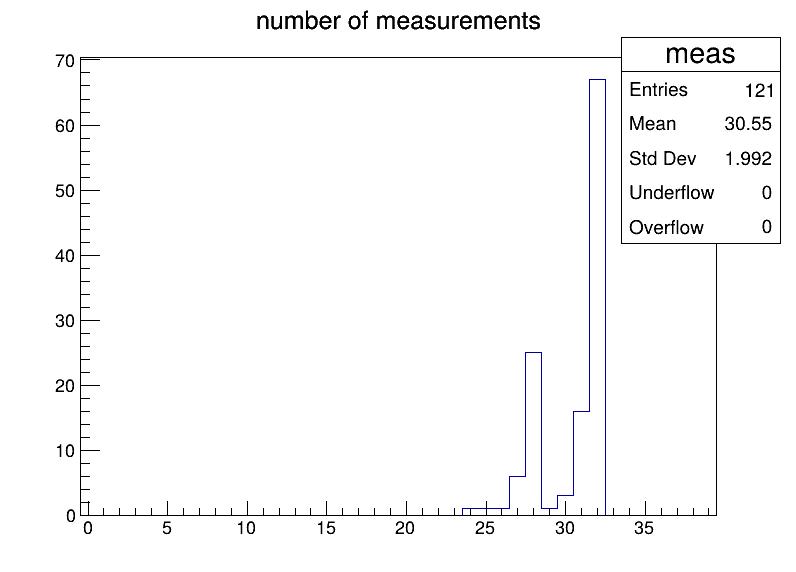 number of measurements
meas
Entries 121
Mean 30.55
Std Dev 1.992
Underflow 0
Overflow 0
70
60
50
40
30
20
10
0
0 5 10 15 20 25 30 35